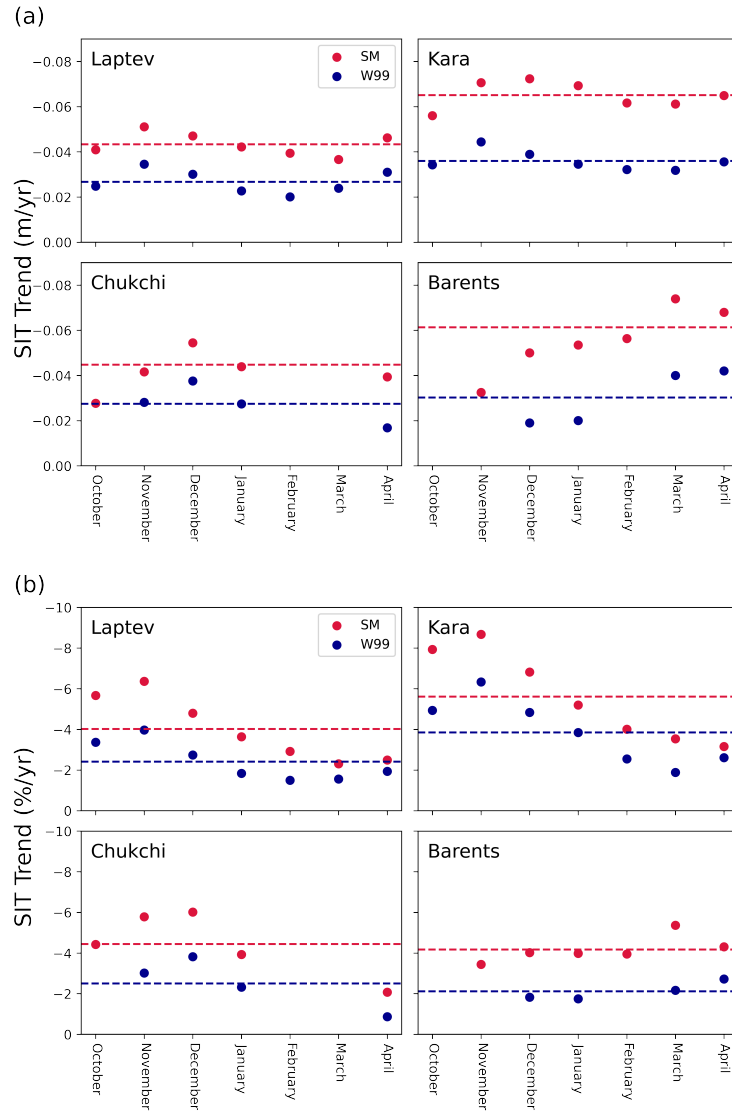 (a)
SIT Trend (m/yr)
−0.08
−0.06
−0.04
−0.02
0.00
Laptev
SM
W99
Kara
−0.08
−0.06
−0.04
−0.02
0.00
Chukchi
Barents
October
November
December
January
February
March
April
October
November
December
January
February
March
April
(b)
SIT Trend (%/yr)
−10
−8
−6
−4
−2
0
Laptev
SM
W99
Kara
−10
−8
−6
−4
−2
0
Chukchi
Barents
October
November
December
January
February
March
April
October
November
December
January
February
March
April